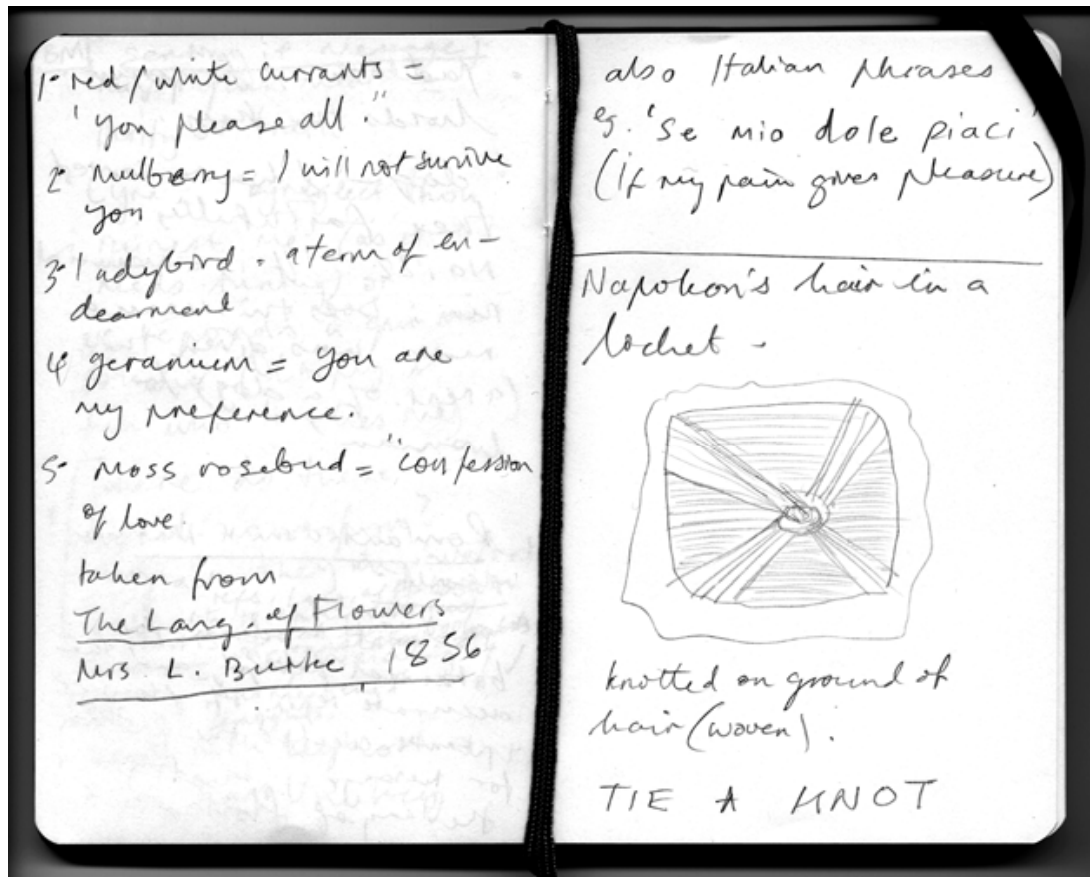 1. red/white currants =
"you please all."
2. mulberry = I will not survive
you
3. ladybird = a term of en-
dearment
4. geranium = you are
my preference.
5. Moss rosebud = "confession
of love.
taken from
The Lang. of Flowers
Mrs. L. Burke, 1856
also Italian phrases
eg. 'Se mio dole piaci'
(if my pain gives pleasure)
Napoleon's hair in a
locket -
knotted on ground of
hair (woven).
TIE A KNOT